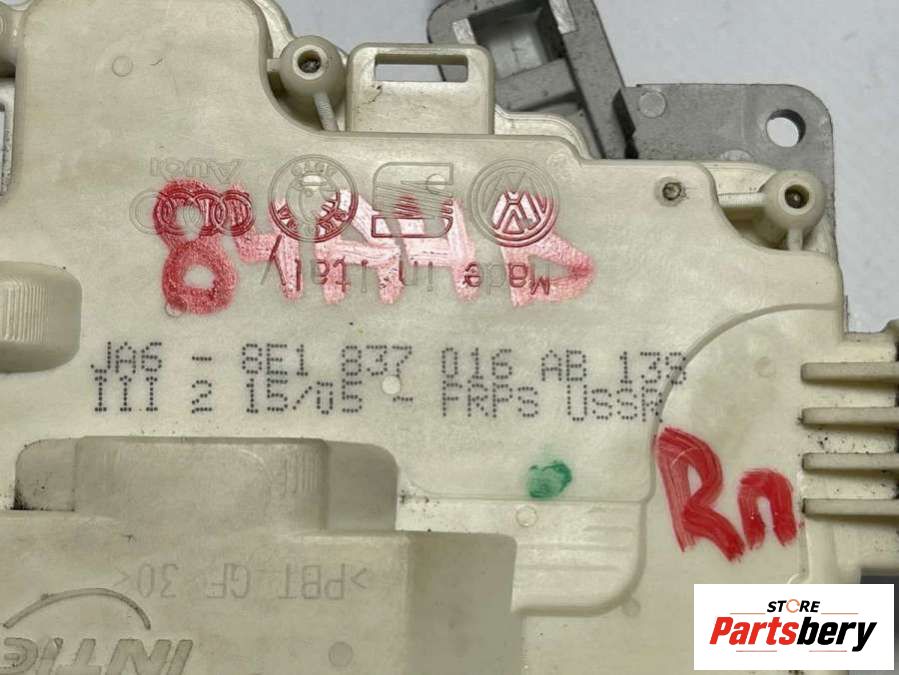 Audi
Made in Italy
JA6 - 8E1 837 016 AB 138
III 2 15/05 - FRPS USSR
Rn
>PBT GF 30<
INTIE
STORE
Partsbery